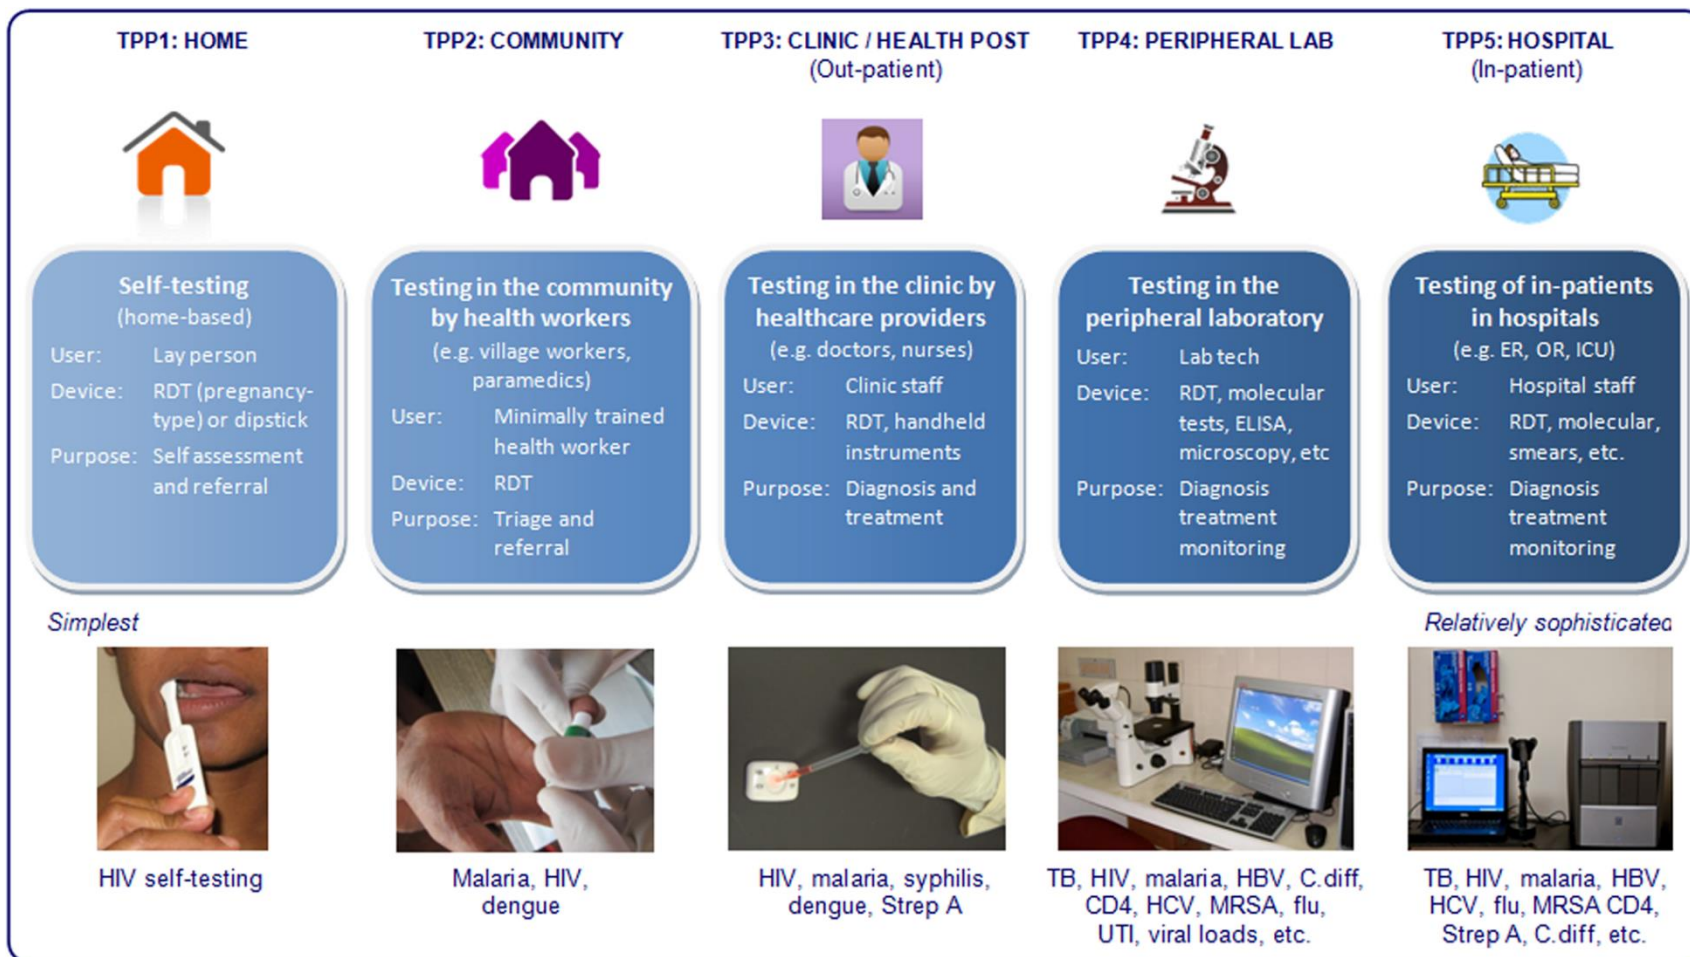 TPP1: HOME
TPP2: COMMUNITY
TPP3: CLINIC / HEALTH POST
(Out-patient)
TPP4: PERIPHERAL LAB
TPP5: HOSPITAL
(In-patient)
Self-testing
(home-based)
User: Lay person
Device: RDT (pregnancy-
type) or dipstick
Purpose: Self assessment
and referral
Testing in the community
by health workers
(e.g. village workers,
paramedics)
User: Minimally trained
health worker
Device: RDT
Purpose: Triage and
referral
Testing in the clinic by
healthcare providers
(e.g. doctors, nurses)
User: Clinic staff
Device: RDT, handheld
instruments
Purpose: Diagnosis and
treatment
Testing in the
peripheral laboratory
User: Lab tech
Device: RDT, molecular
tests, ELISA,
microscopy, etc
Purpose: Diagnosis
treatment
monitoring
Testing of in-patients
in hospitals
(e.g. ER, OR, ICU)
User: Hospital staff
Device: RDT, molecular,
smears, etc.
Purpose: Diagnosis
treatment
monitoring
Simplest
Relatively sophisticated
HIV self-testing
Malaria, HIV,
dengue
HIV, malaria, syphilis,
dengue, Strep A
TB, HIV, malaria, HBV, C.diff,
CD4, HCV, MRSA, flu,
UTI, viral loads, etc.
TB, HIV, malaria, HBV,
HCV, flu, MRSA CD4,
Strep A, C.diff, etc.